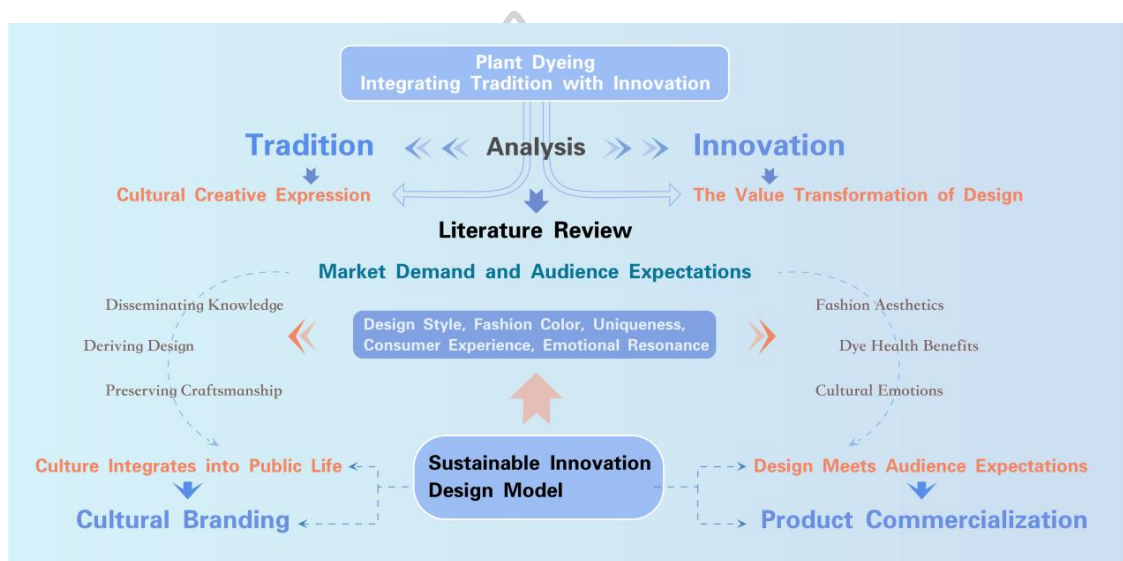 Plant Dyeing
Integrating Tradition with Innovation
Tradition
Analysis
Innovation
Cultural Creative Expression
The Value Transformation of Design
Literature Review
Market Demand and Audience Expectations
Disseminating Knowledge
Deriving Design
Preserving Craftsmanship
Design Style, Fashion Color, Uniqueness,
Consumer Experience, Emotional Resonance
Fashion Aesthetics
Dye Health Benefits
Cultural Emotions
Culture Integrates into Public Life
Sustainable Innovation
Design Model
Design Meets Audience Expectations
Cultural Branding
Product Commercialization